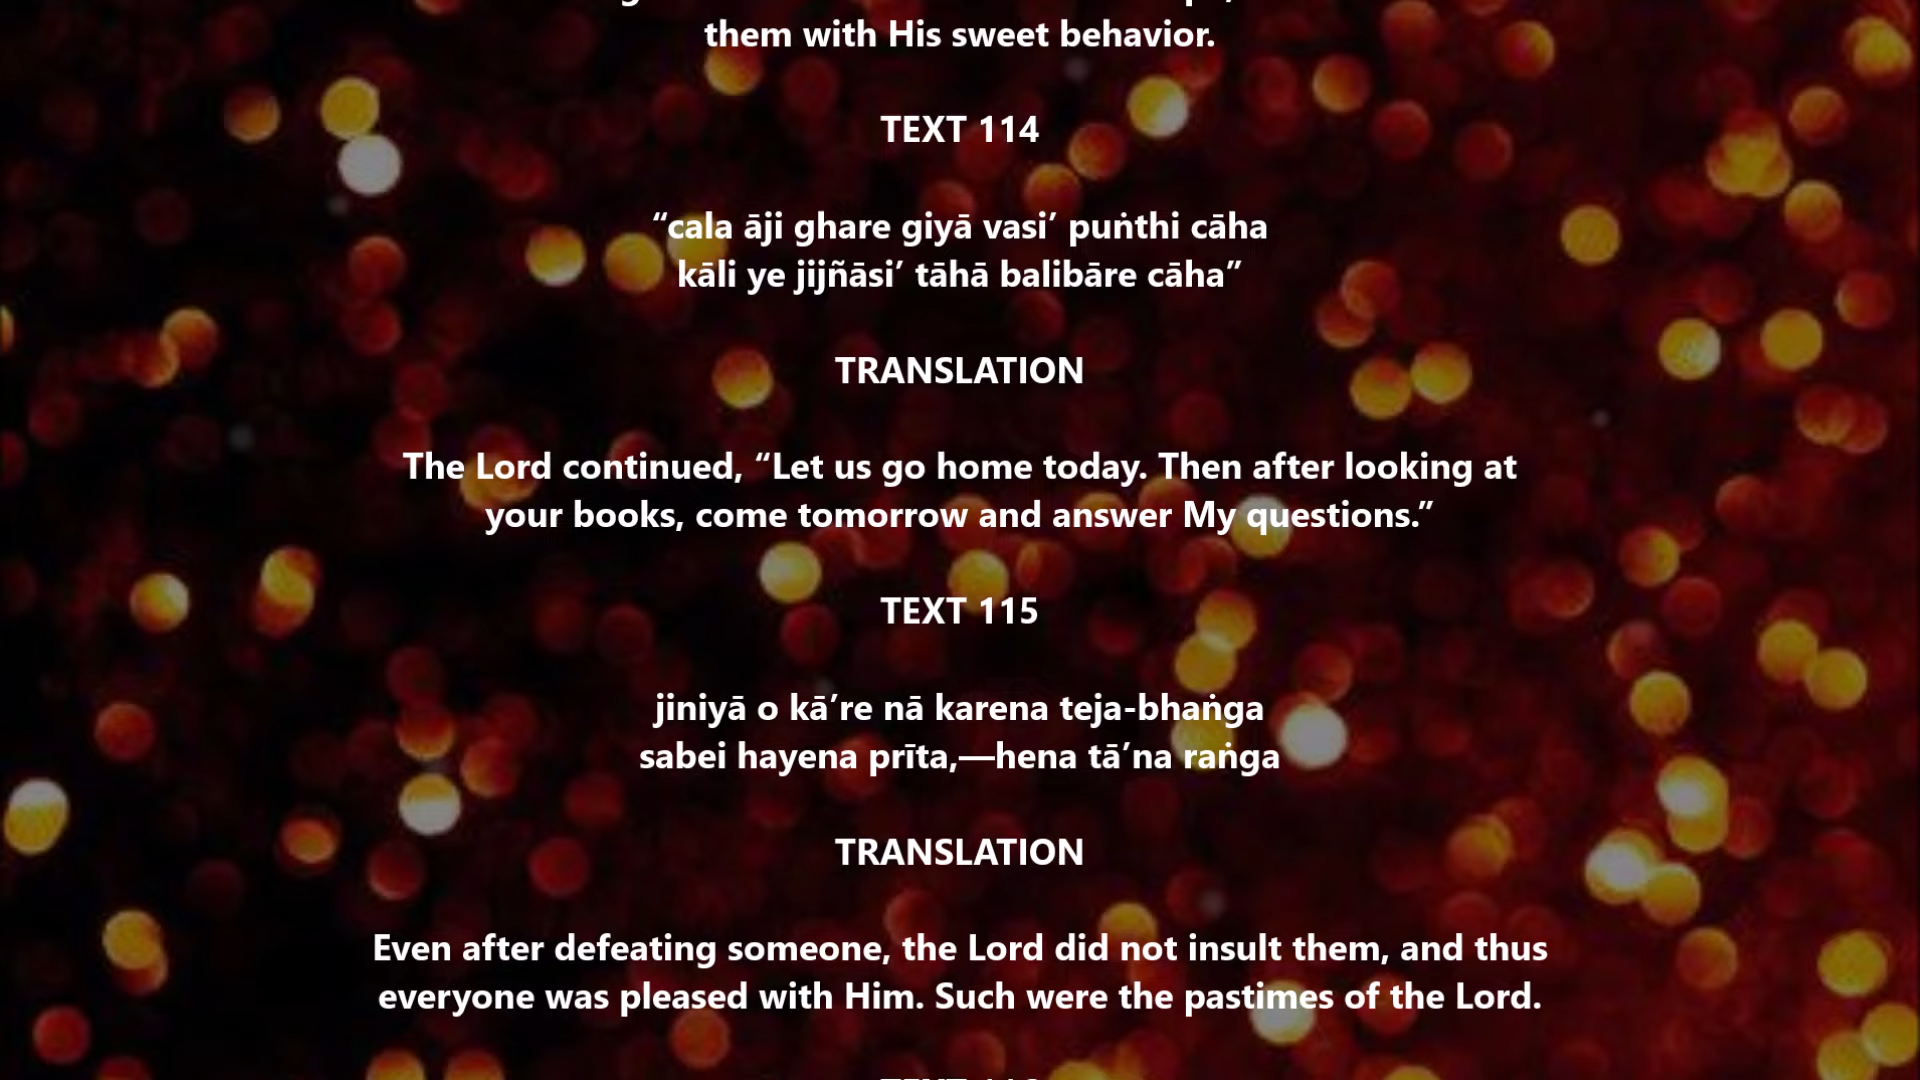 them with His sweet behavior.
TEXT 114
“cala āji ghare giyā vasi’ puṅthi cāha
kāli ye jijñāsi’ tāhā balibāre cāha”
TRANSLATION
The Lord continued, “Let us go home today. Then after looking at
your books, come tomorrow and answer My questions.”
TEXT 115
jiniyā o kā’re nā karena teja-bhaṅga
sabei hayena prīta,—hena tā’na raṅga
TRANSLATION
Even after defeating someone, the Lord did not insult them, and thus
everyone was pleased with Him. Such were the pastimes of the Lord.